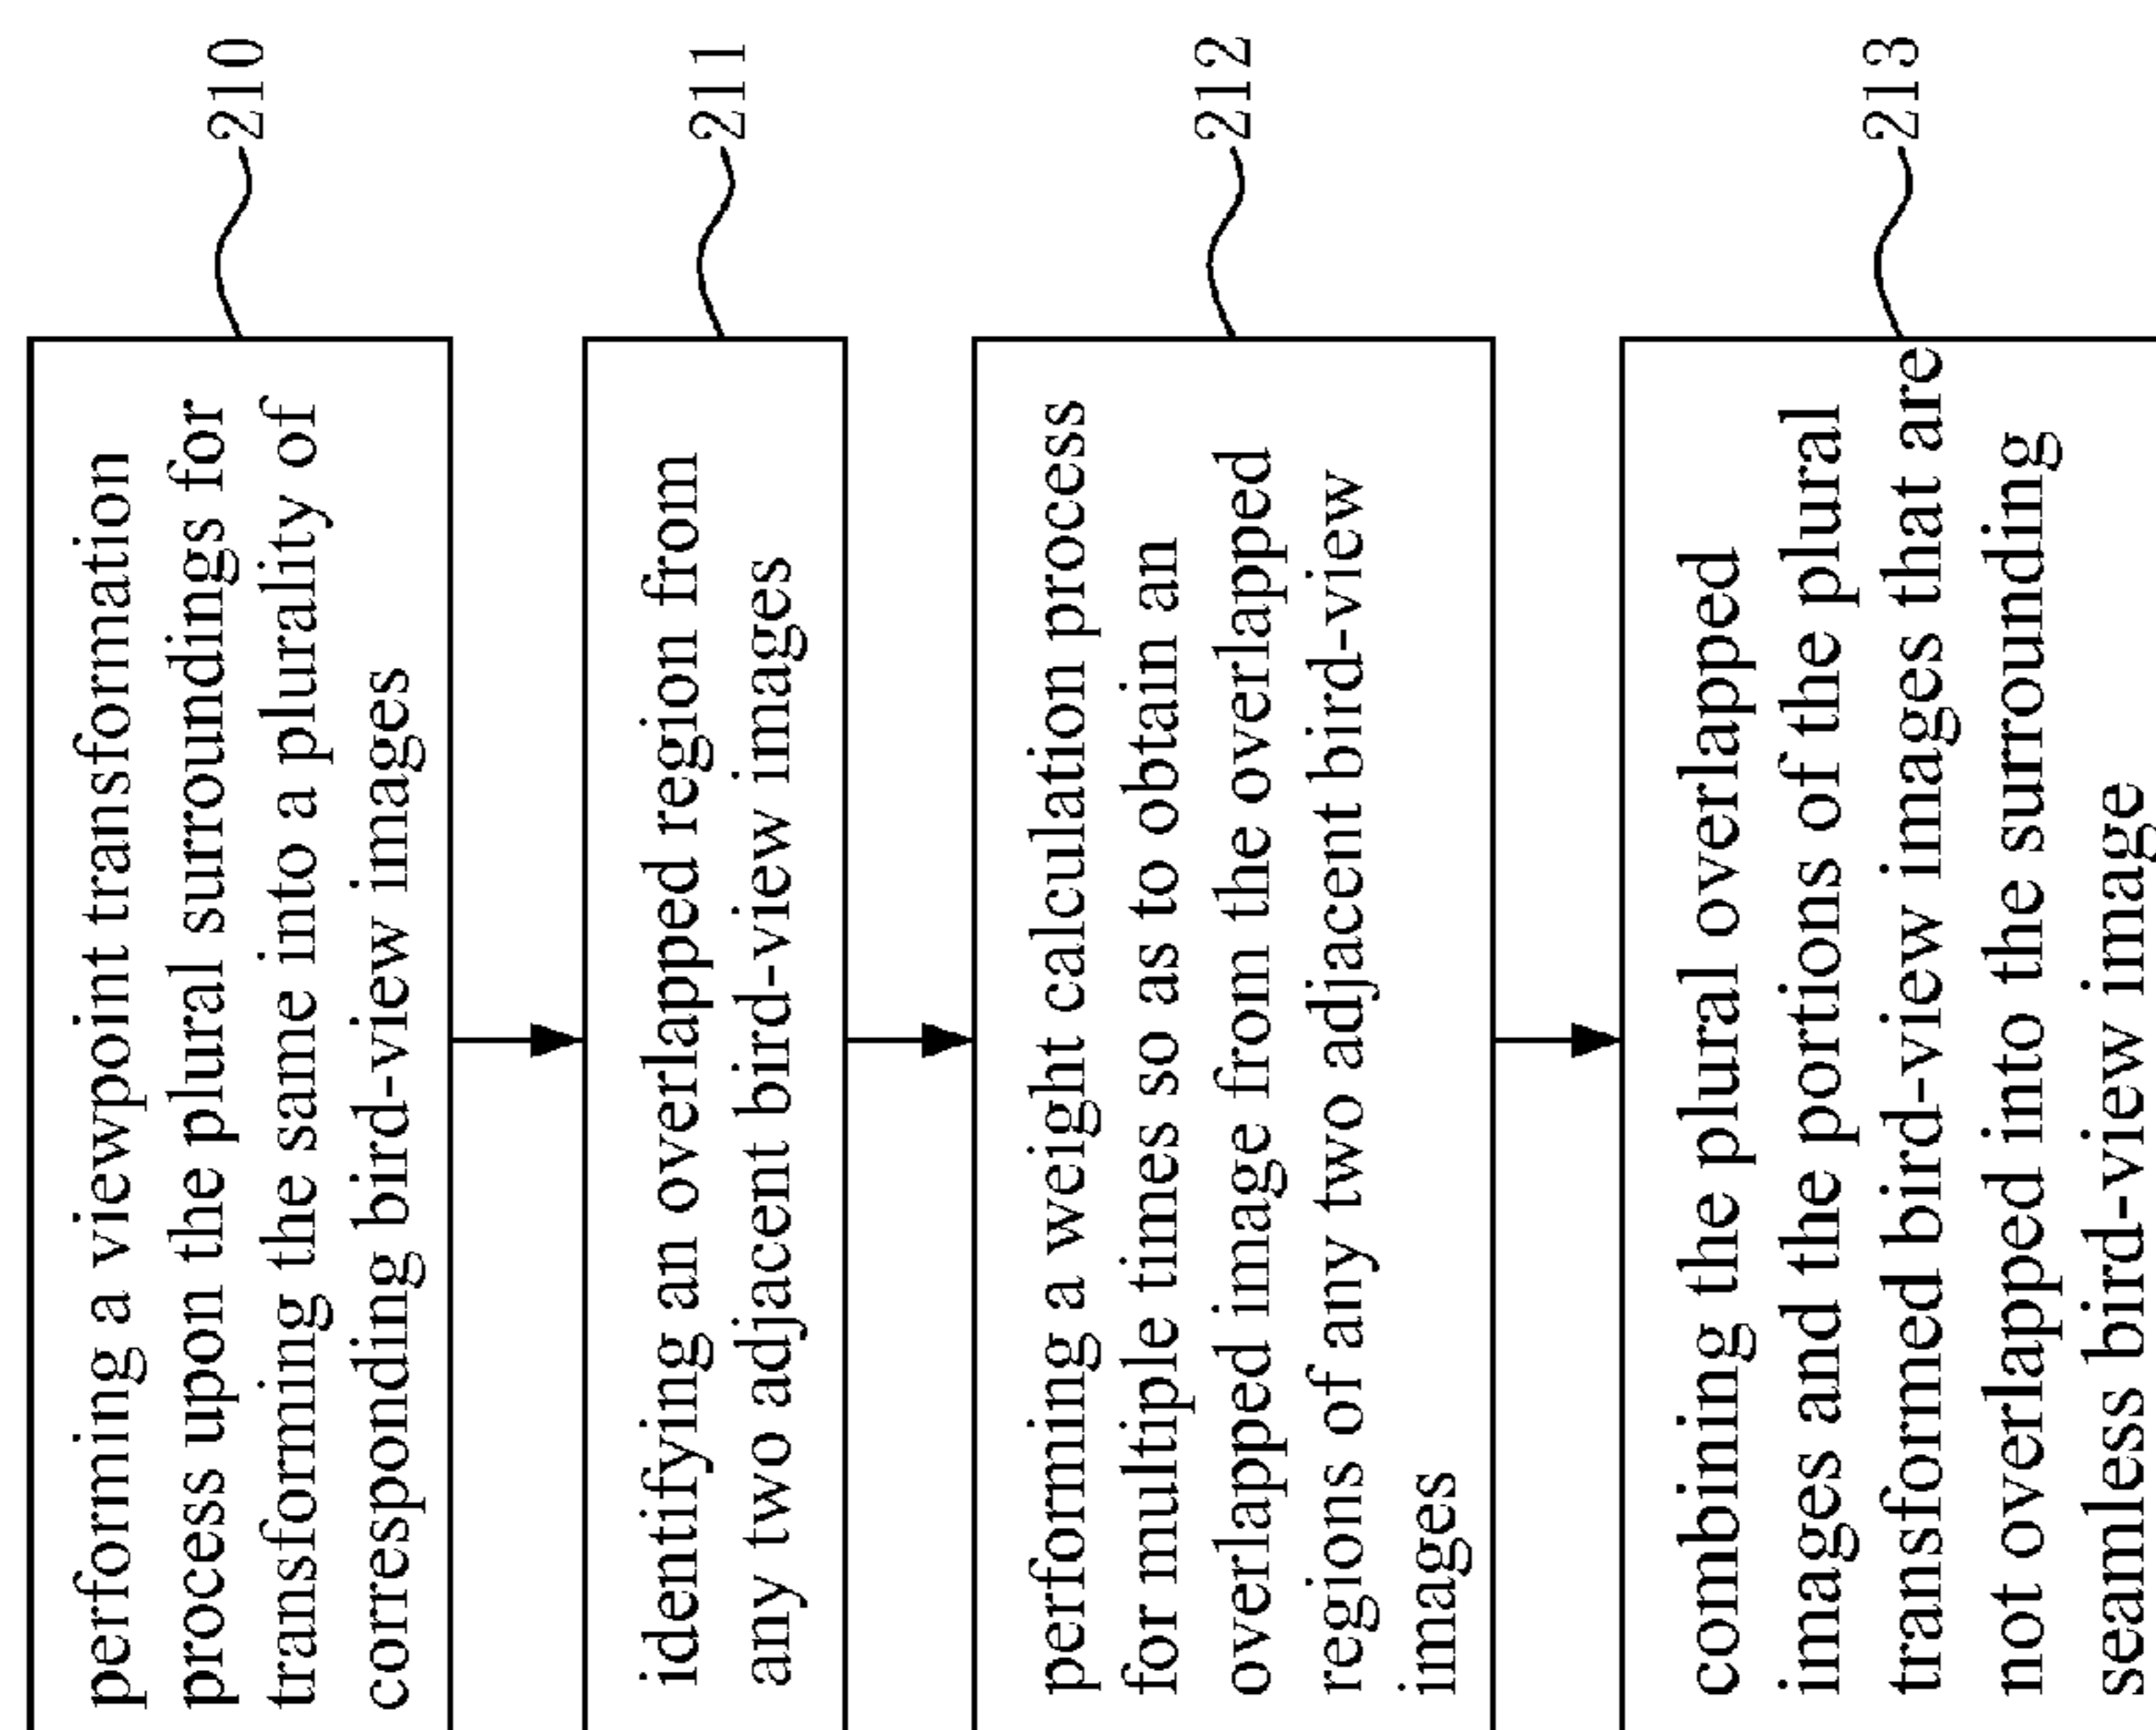 performing a viewpoint transformation
process upon the plural surroundings for
transforming the same into a plurality of
corresponding bird-view images
210
identifying an overlapped region from
any two adjacent bird-view images
211
performing a weight calculation process
for multiple times so as to obtain an
overlapped image from the overlapped
regions of any two adjacent bird-view
images
212
combining the plural overlapped
images and the portions of the plural
transformed bird-view images that are
not overlapped into the surrounding
seamless bird-view image
213